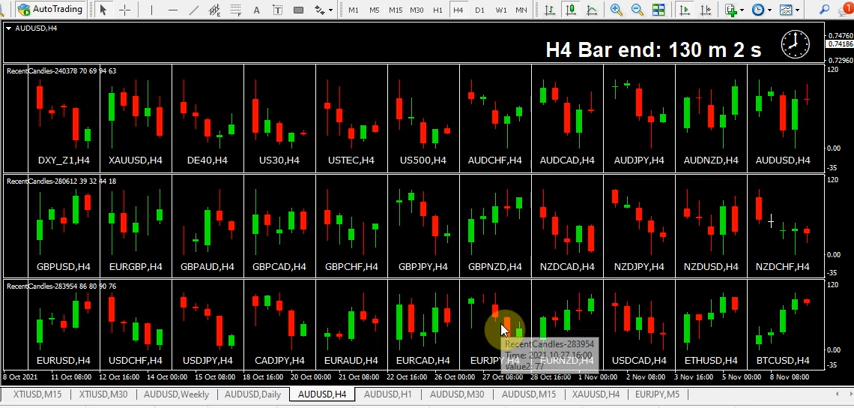 AutoTrading
A
T
M1 M5 M15 M30 H1 H4 D1 W1 MN
AUDUSD,H4
0.74760
H4 Bar end: 130 m 2 s
0.74186
0.72960
RecentCandles-240378 70 69 94 63
120
DXY_Z1,H4 XAUUSD,H4 DE40,H4 US30,H4 USTEC,H4 US500,H4 AUDCHF,H4 AUDCAD,H4 AUDJPY,H4 AUDNZD,H4 AUDUSD,H4
0.00
-35
RecentCandles-280612 39 32 44 18
120
GBPUSD,H4 EURGBP,H4 GBPAUD,H4 GBPCAD,H4 GBPCHF,H4 GBPJPY,H4 GBPNZD,H4 NZDCAD,H4 NZDJPY,H4 NZDUSD,H4 NZDCHF,H4
0.00
-35
RecentCandles-283954 86 80 90 76
120
RecentCandles-283954
Time: 2021.10.27 16:00
Value2: 77
EURUSD,H4 USDCHF,H4 USDJPY,H4 CADJPY,H4 EURAUD,H4 EURCAD,H4 EURJPY,H4 EURNZD,H4 USDCAD,H4 ETHUSD,H4 BTCUSD,H4
0.00
-35
8 Oct 2021 11 Oct 08:00 12 Oct 16:00 14 Oct 00:00 15 Oct 08:00 18 Oct 16:00 20 Oct 00:00 21 Oct 08:00 22 Oct 16:00 26 Oct 00:00 27 Oct 08:00 28 Oct 16:00 1 Nov 00:00 2 Nov 08:00 3 Nov 16:00 5 Nov 00:00 8 Nov 08:00
XTIUSD,M15 XTIUSD,M30 AUDUSD,Weekly AUDUSD,Daily AUDUSD,H4 AUDUSD,H1 AUDUSD,M30 AUDUSD,M15 XAUUSD,H4 EURJPY,M5